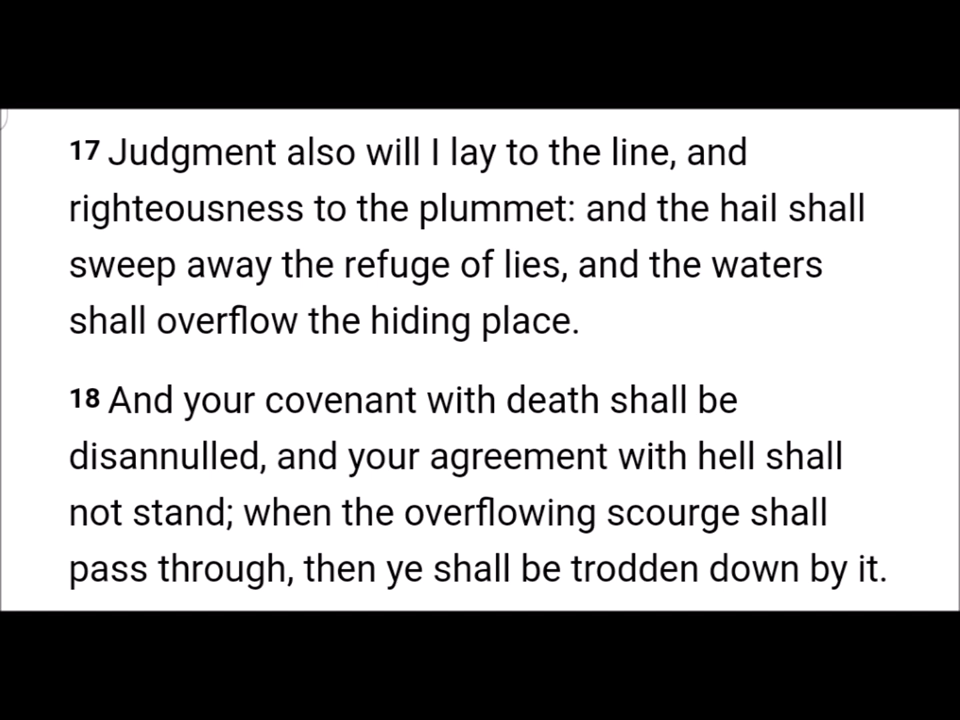 17 Judgment also will I lay to the line, and
righteousness to the plummet: and the hail shall
sweep away the refuge of lies, and the waters
shall overflow the hiding place.
18 And your covenant with death shall be
disannulled, and your agreement with hell shall
not stand; when the overflowing scourge shall
pass through, then ye shall be trodden down by it.